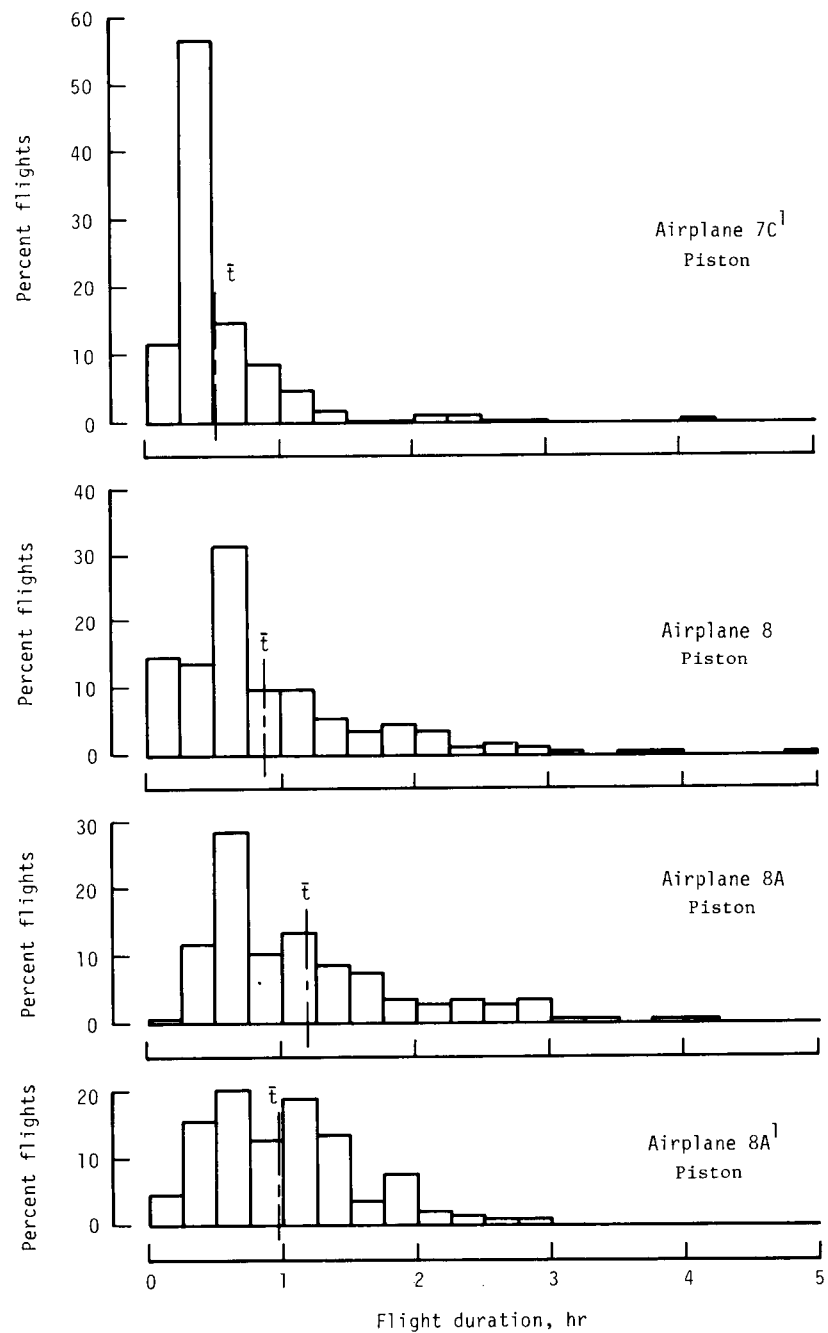 60
50
40
30
20
10
0
Percent flights
t̄
Airplane 7C¹
Piston
40
30
20
10
0
Percent flights
t̄
Airplane 8
Piston
30
20
10
0
Percent flights
t̄
Airplane 8A
Piston
20
10
0
Percent flights
t̄
Airplane 8A¹
Piston
0 1 2 3 4 5
Flight duration, hr